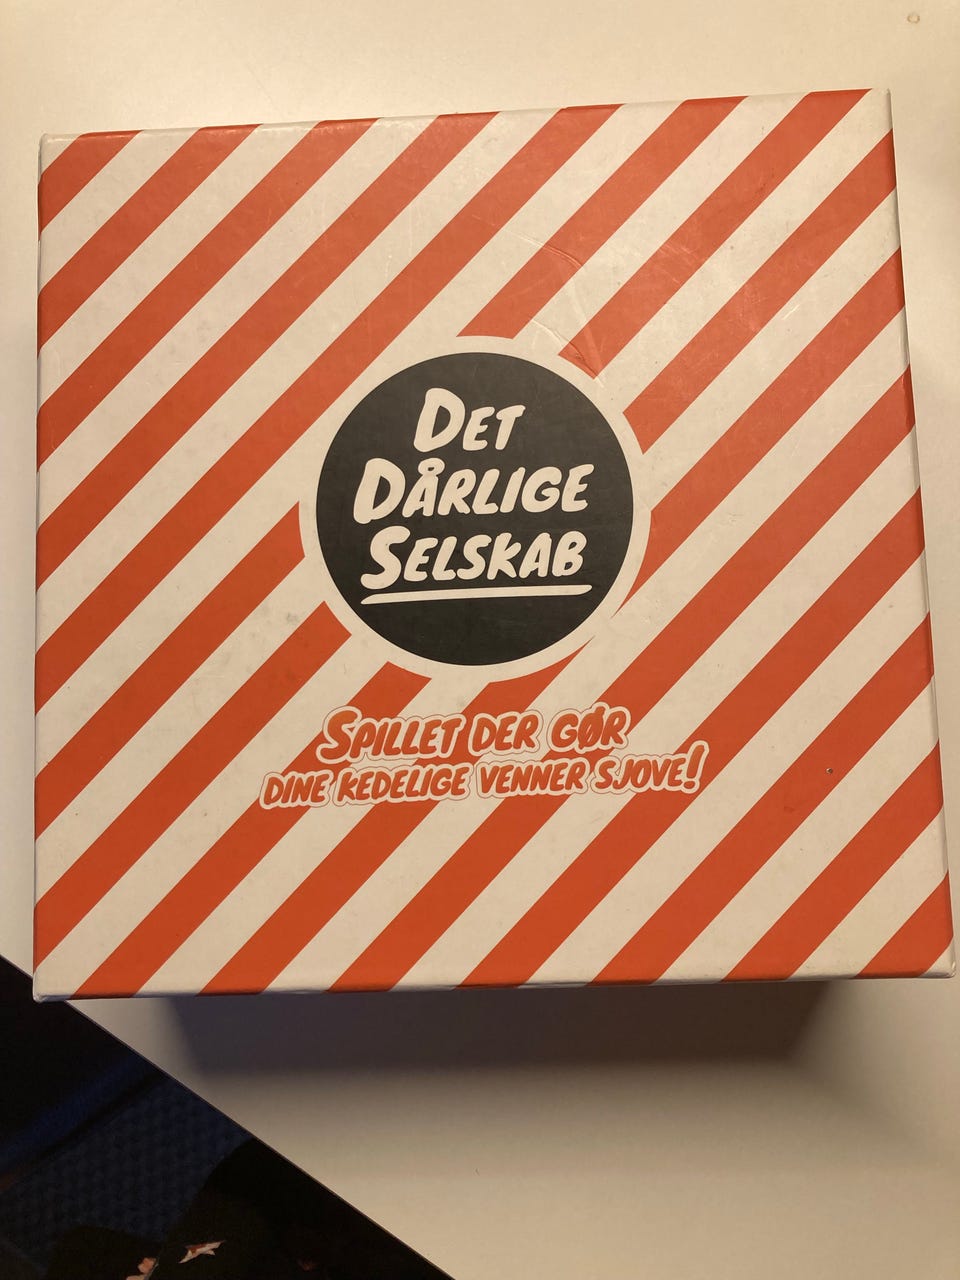 DET
DÅRLIGE
SELSKAB
SPILLET DER GØR
DINE KEDELIGE VENNER SJOVE!